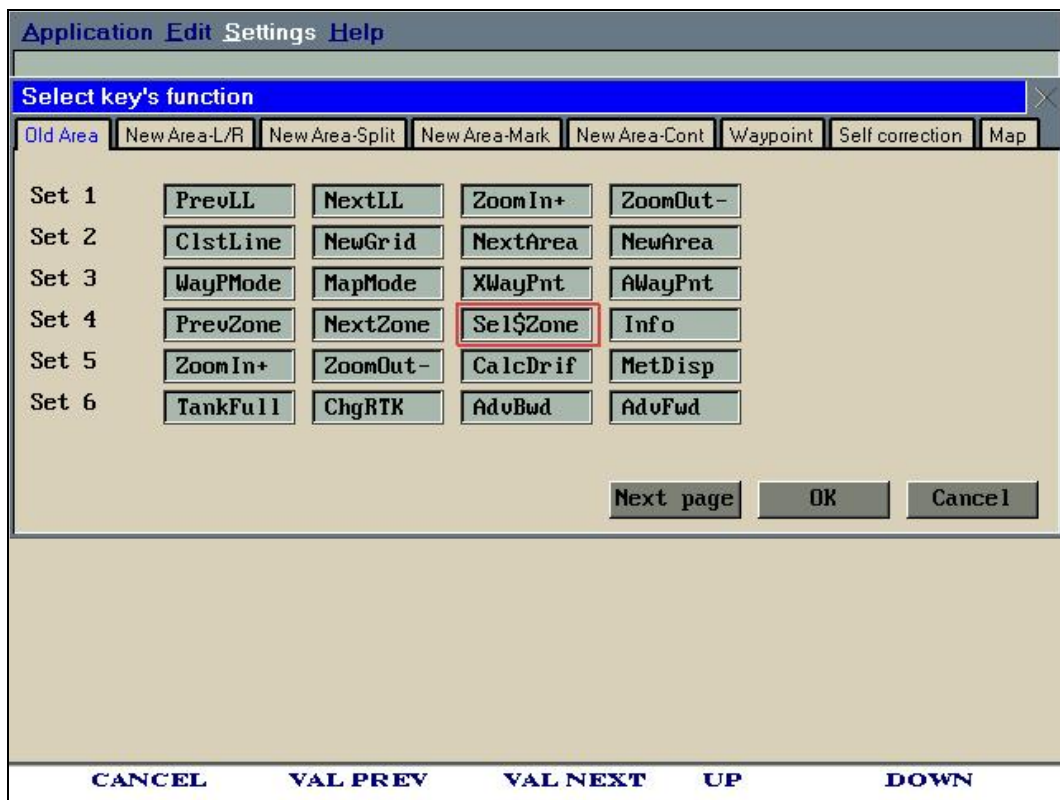 Application Edit Settings Help
Select key's function
Old Area New Area-L/R New Area-Split New Area-Mark New Area-Cont Waypoint Self correction Map
Set 1 PrevLL NextLL ZoomIn+ ZoomOut-
Set 2 ClstLine NewGrid NextArea NewArea
Set 3 WayPMode MapMode XWayPnt AWayPnt
Set 4 PrevZone NextZone Sel$Zone Info
Set 5 ZoomIn+ ZoomOut- CalcDrif MetDisp
Set 6 TankFull ChgRTK AdvBwd AdvFwd
Next page OK Cancel
CANCEL VAL PREV VAL NEXT UP DOWN